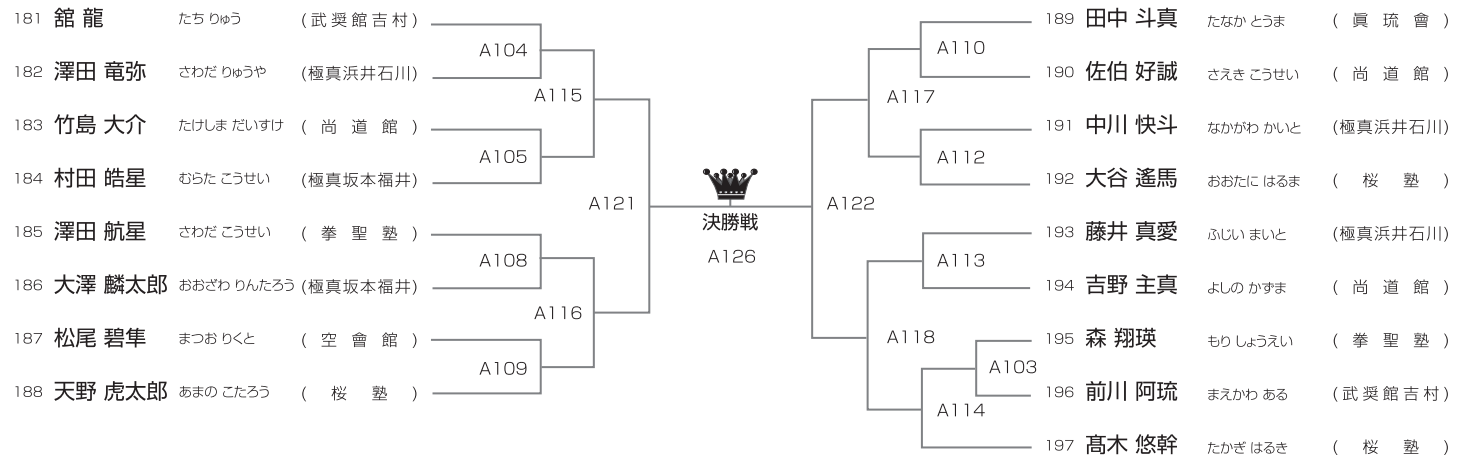 181 舘 龍 たち りゅう (武奨館吉村)
182 澤田 竜弥 さわだ りゅうや (極真浜井石川)
A104
183 竹島 大介 たけしま だいすけ (尚道館)
184 村田 皓星 むらた こうせい (極真坂本福井)
A105
A115
185 澤田 航星 さわだ こうせい (拳聖塾)
186 大澤 麟太郎 おおざわ りんたろう (極真坂本福井)
A108
187 松尾 碧隼 まつお りくと (空會館)
188 天野 虎太郎 あまの こたろう (桜塾)
A109
A116
A121
決勝戦
A126
189 田中 斗真 たなか とうま (眞琉會)
190 佐伯 好誠 さえき こうせい (尚道館)
A110
191 中川 快斗 なかがわ かいと (極真浜井石川)
192 大谷 遙馬 おおたに はるま (桜塾)
A112
A117
193 藤井 真愛 ふじい まいと (極真浜井石川)
194 吉野 主真 よしの かずま (尚道館)
A113
195 森 翔瑛 もり しょうえい (拳聖塾)
196 前川 阿琉 まえかわ ある (武奨館吉村)
A103
197 髙木 悠幹 たかぎ はるき (桜塾)
A114
A118
A122